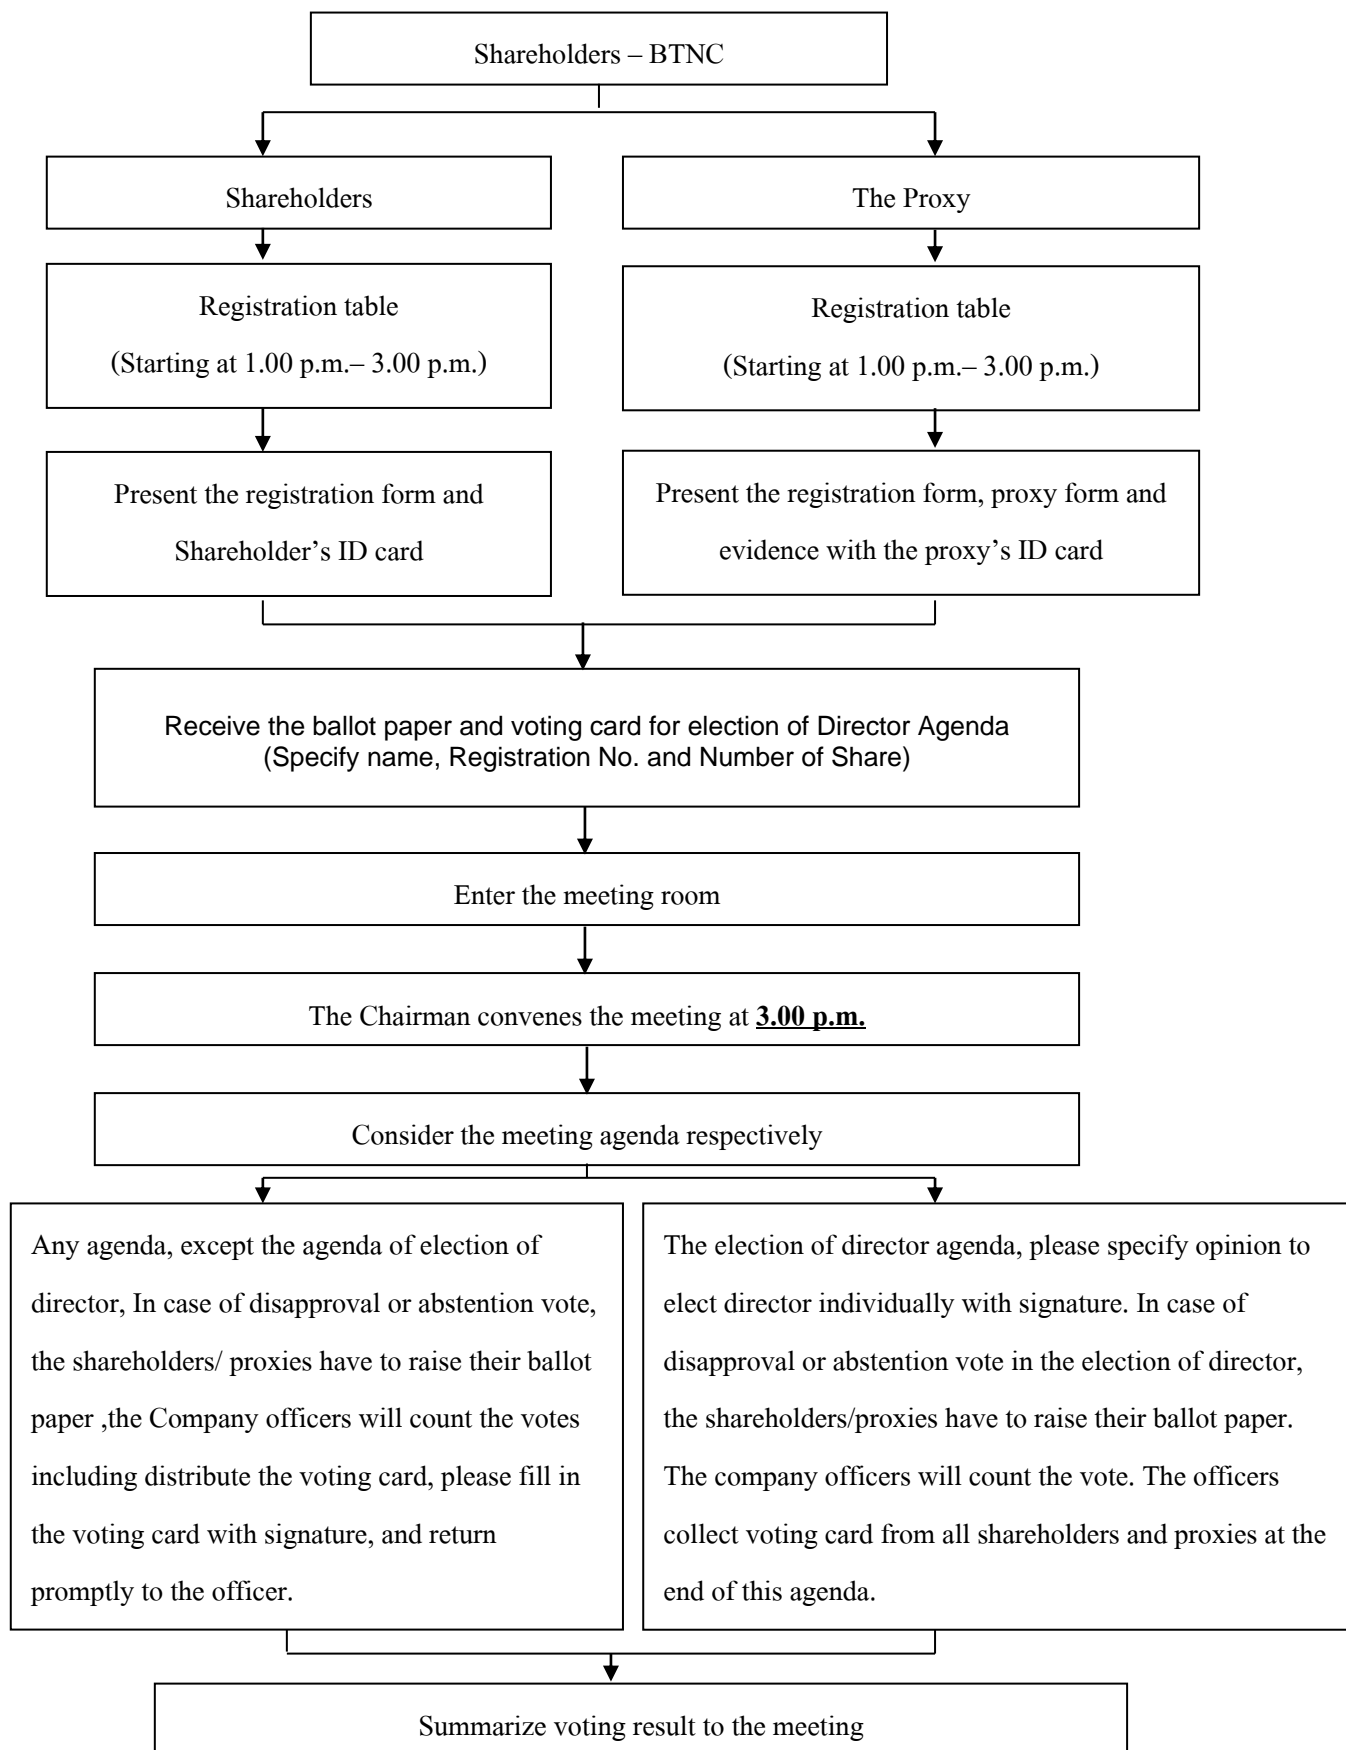 Shareholders – BTNC
Shareholders
The Proxy
Registration table
(Starting at 1.00 p.m.– 3.00 p.m.)
Registration table
(Starting at 1.00 p.m.– 3.00 p.m.)
Present the registration form and
Shareholder’s ID card
Present the registration form, proxy form and
evidence with the proxy’s ID card
Receive the ballot paper and voting card for election of Director Agenda
(Specify name, Registration No. and Number of Share)
Enter the meeting room
The Chairman convenes the meeting at 3.00 p.m.
Consider the meeting agenda respectively
Any agenda, except the agenda of election of
director, In case of disapproval or abstention vote,
the shareholders/ proxies have to raise their ballot
paper ,the Company officers will count the votes
including distribute the voting card, please fill in
the voting card with signature, and return
promptly to the officer.
The election of director agenda, please specify opinion to
elect director individually with signature. In case of
disapproval or abstention vote in the election of director,
the shareholders/proxies have to raise their ballot paper.
The company officers will count the vote. The officers
collect voting card from all shareholders and proxies at the
end of this agenda.
Summarize voting result to the meeting